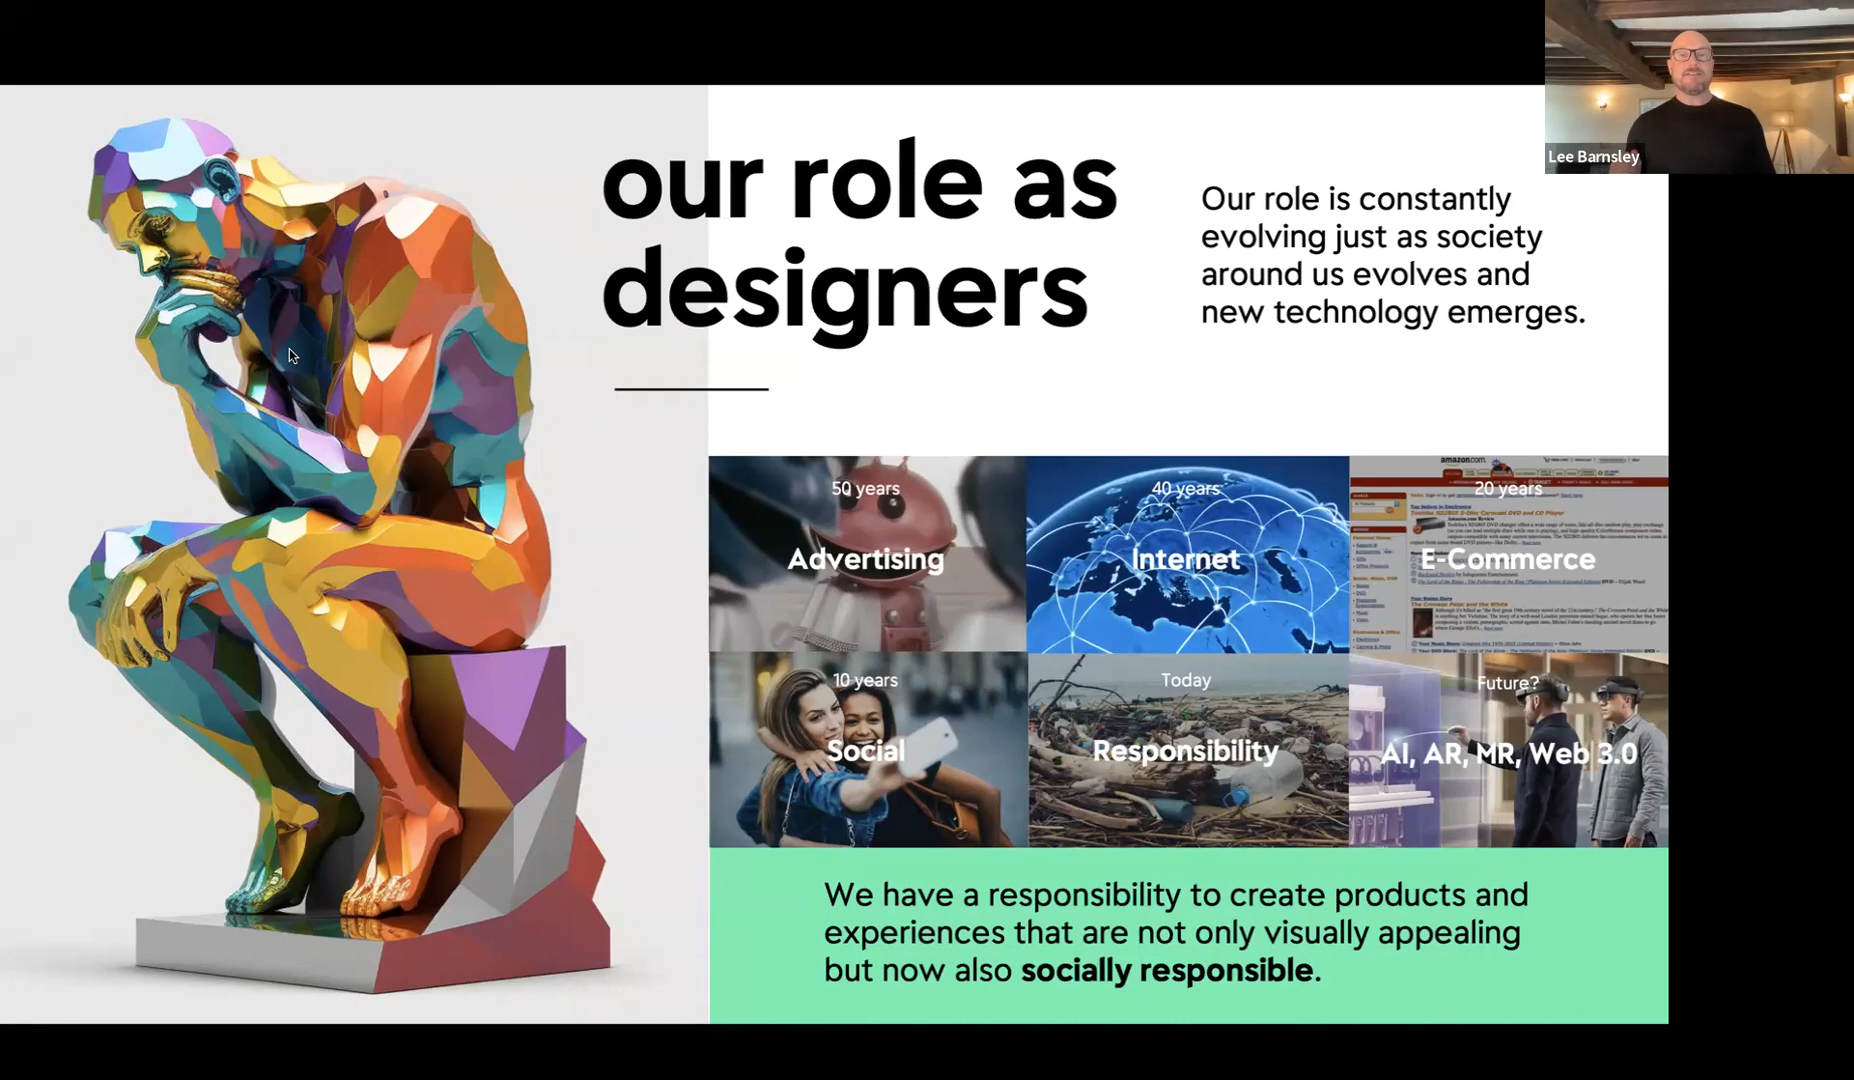 Lee Barnsley
our role as
designers
Our role is constantly
evolving just as society
around us evolves and
new technology emerges.
50 years
Advertising
40 years
Internet
amazon.com
20 years
E-Commerce
10 years
Social
Today
Responsibility
Future?
AI, AR, MR, Web 3.0
We have a responsibility to create products and
experiences that are not only visually appealing
but now also socially responsible.